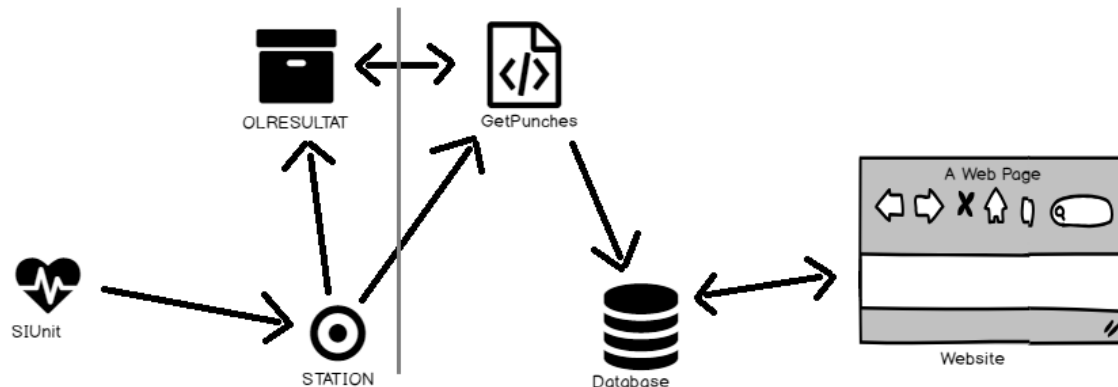 OLRESULTAT
GetPunches
A Web Page
SIUnit
STATION
Database
Website